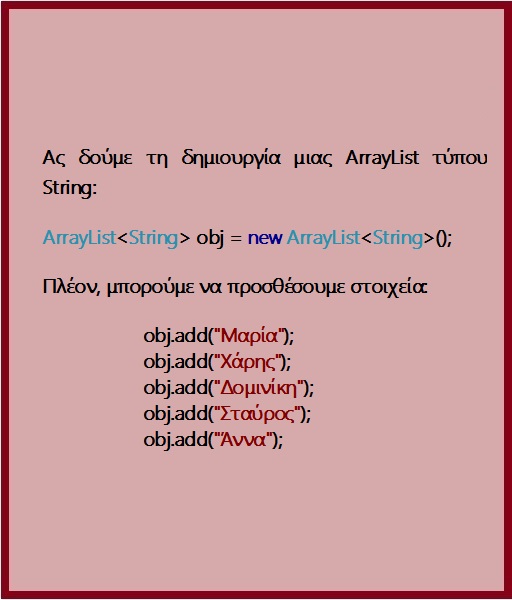 Ας δούμε τη δημιουργία μιας ArrayList τύπου
String:
ArrayList<String> obj = new ArrayList<String>();
Πλέον, μπορούμε να προσθέσουμε στοιχεία:
obj.add("Μαρία");
obj.add("Χάρης");
obj.add("Δομινίκη");
obj.add("Σταύρος");
obj.add("Άννα");